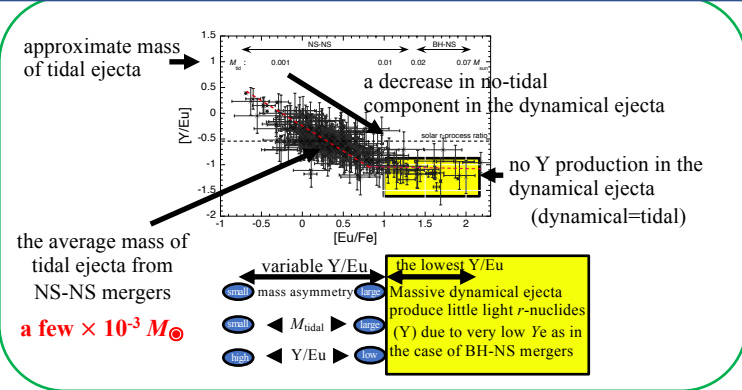 approximate mass
of tidal ejecta
NS-NS
BH-NS
M_tid : 0.001 0.01 0.02 0.07 M_sun
a decrease in no-tidal
component in the dynamical ejecta
solar r-process ratio
no Y production in the
dynamical ejecta
(dynamical=tidal)
[Y/Eu]
1.5
1
0.5
0
-0.5
-1
-1.5
-2
-1 -0.5 0 0.5 1 1.5 2
[Eu/Fe]
the average mass of
tidal ejecta from
NS-NS mergers
a few × 10⁻³ M⊙
variable Y/Eu
the lowest Y/Eu
small mass asymmetry large
small M_tidal large
high Y/Eu low
Massive dynamical ejecta
produce little light r-nuclides
(Y) due to very low Ye as in
the case of BH-NS mergers